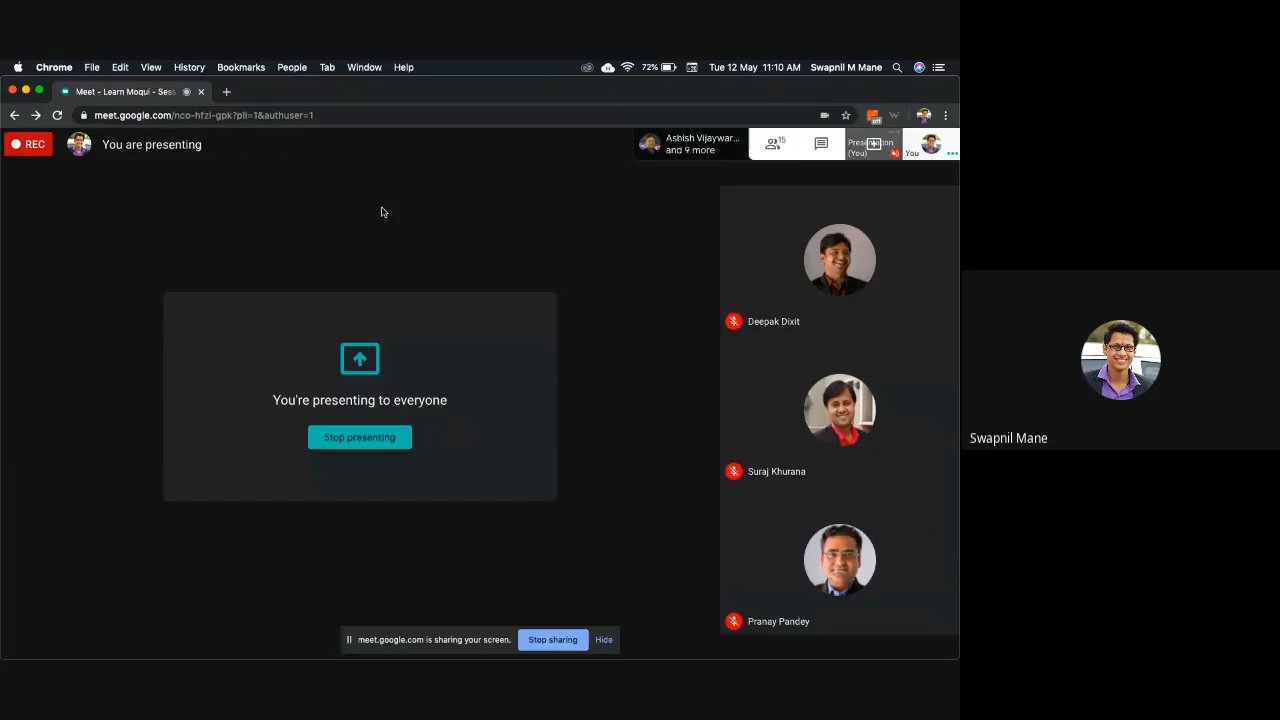 Chrome File Edit View History Bookmarks People Tab Window Help
72% Tue 12 May 11:10 AM Swapnil M Mane
Meet - Learn Moqui - Sess
meet.google.com/nco-hfzi-gpk?pli=1&authuser=1
off
W
REC
You are presenting
Ashish Vijaywar...
and 9 more
15
Presentation
(You)
You
Deepak Dixit
You're presenting to everyone
Stop presenting
Suraj Khurana
Swapnil Mane
Pranay Pandey
meet.google.com is sharing your screen. Stop sharing Hide